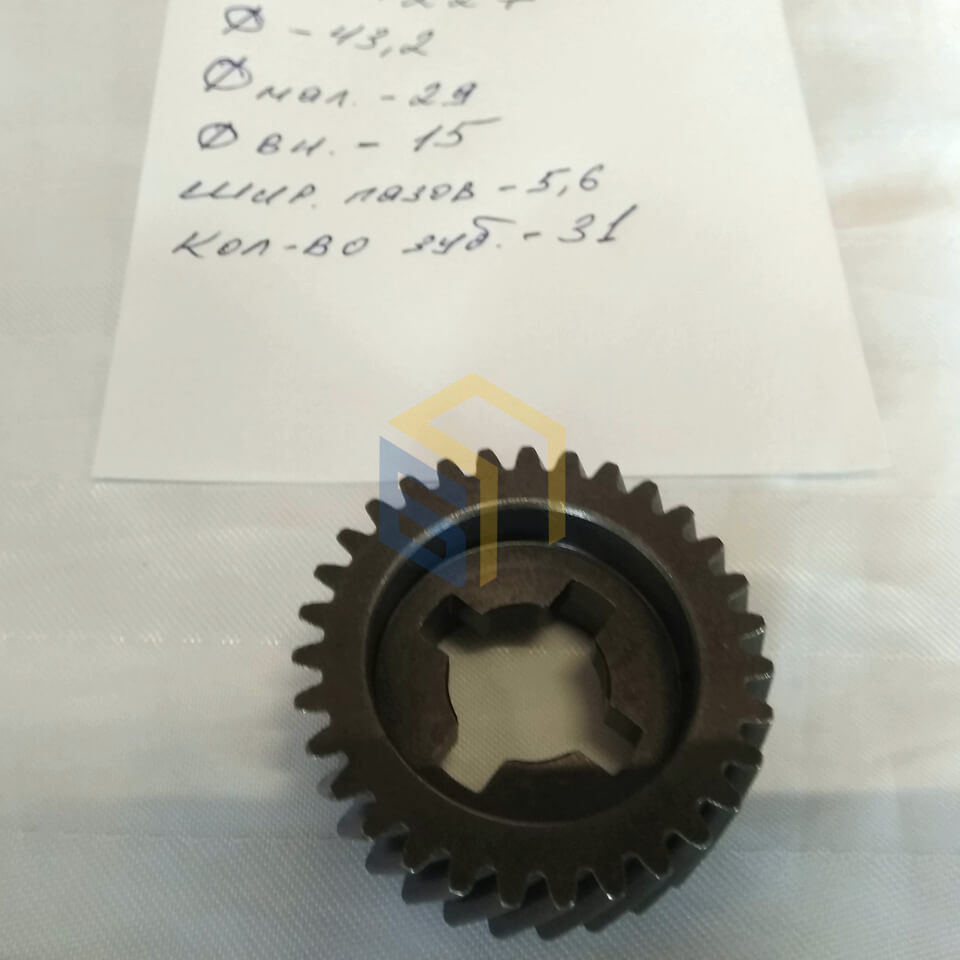 Ф - 43,2
Ф мал. - 29
Ф вн. - 15
шир. пазов - 5,6
кол-во зуб. - 31